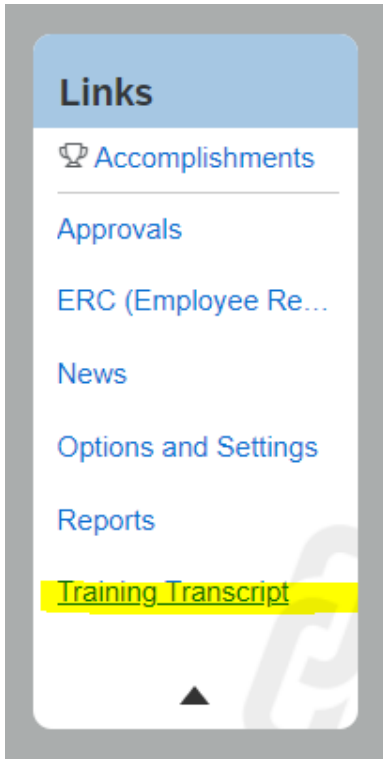 Links
Accomplishments
Approvals
ERC (Employee Re...
News
Options and Settings
Reports
Training Transcript